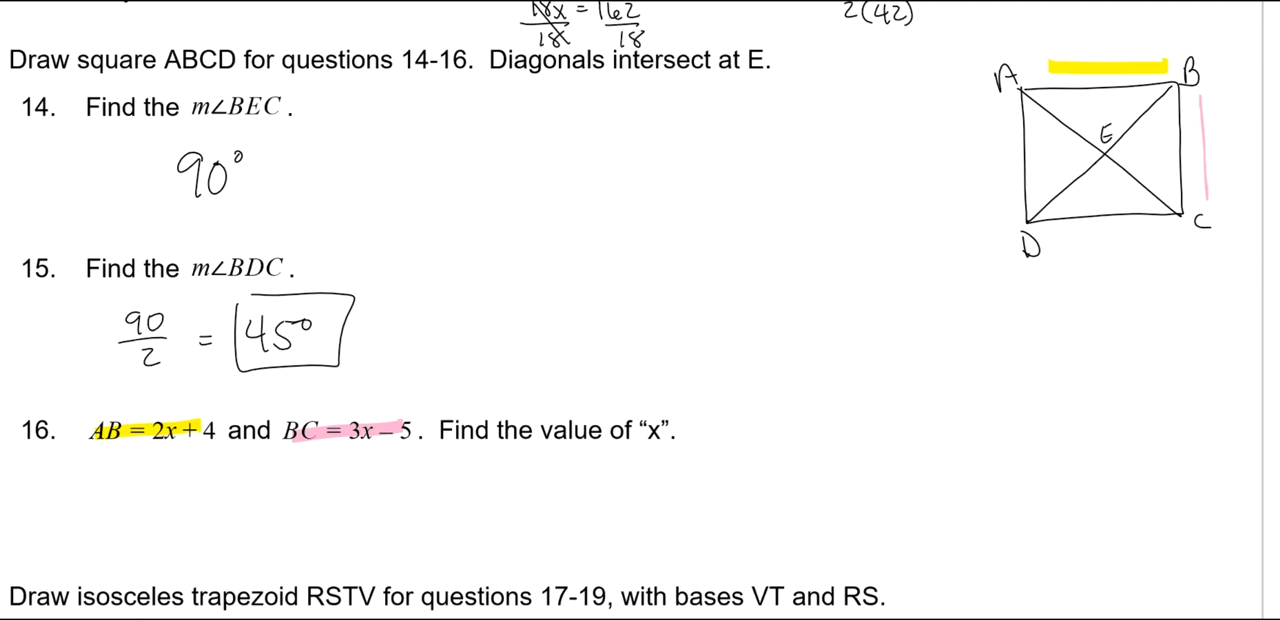 18x = 162
18 18
2(42)
Draw square ABCD for questions 14-16. Diagonals intersect at E.
A B
14. Find the m∠BEC.
E
90°
C
D
15. Find the m∠BDC.
90
2 = 45°
16. AB = 2x + 4 and BC = 3x – 5. Find the value of “x”.
Draw isosceles trapezoid RSTV for questions 17-19, with bases VT and RS.